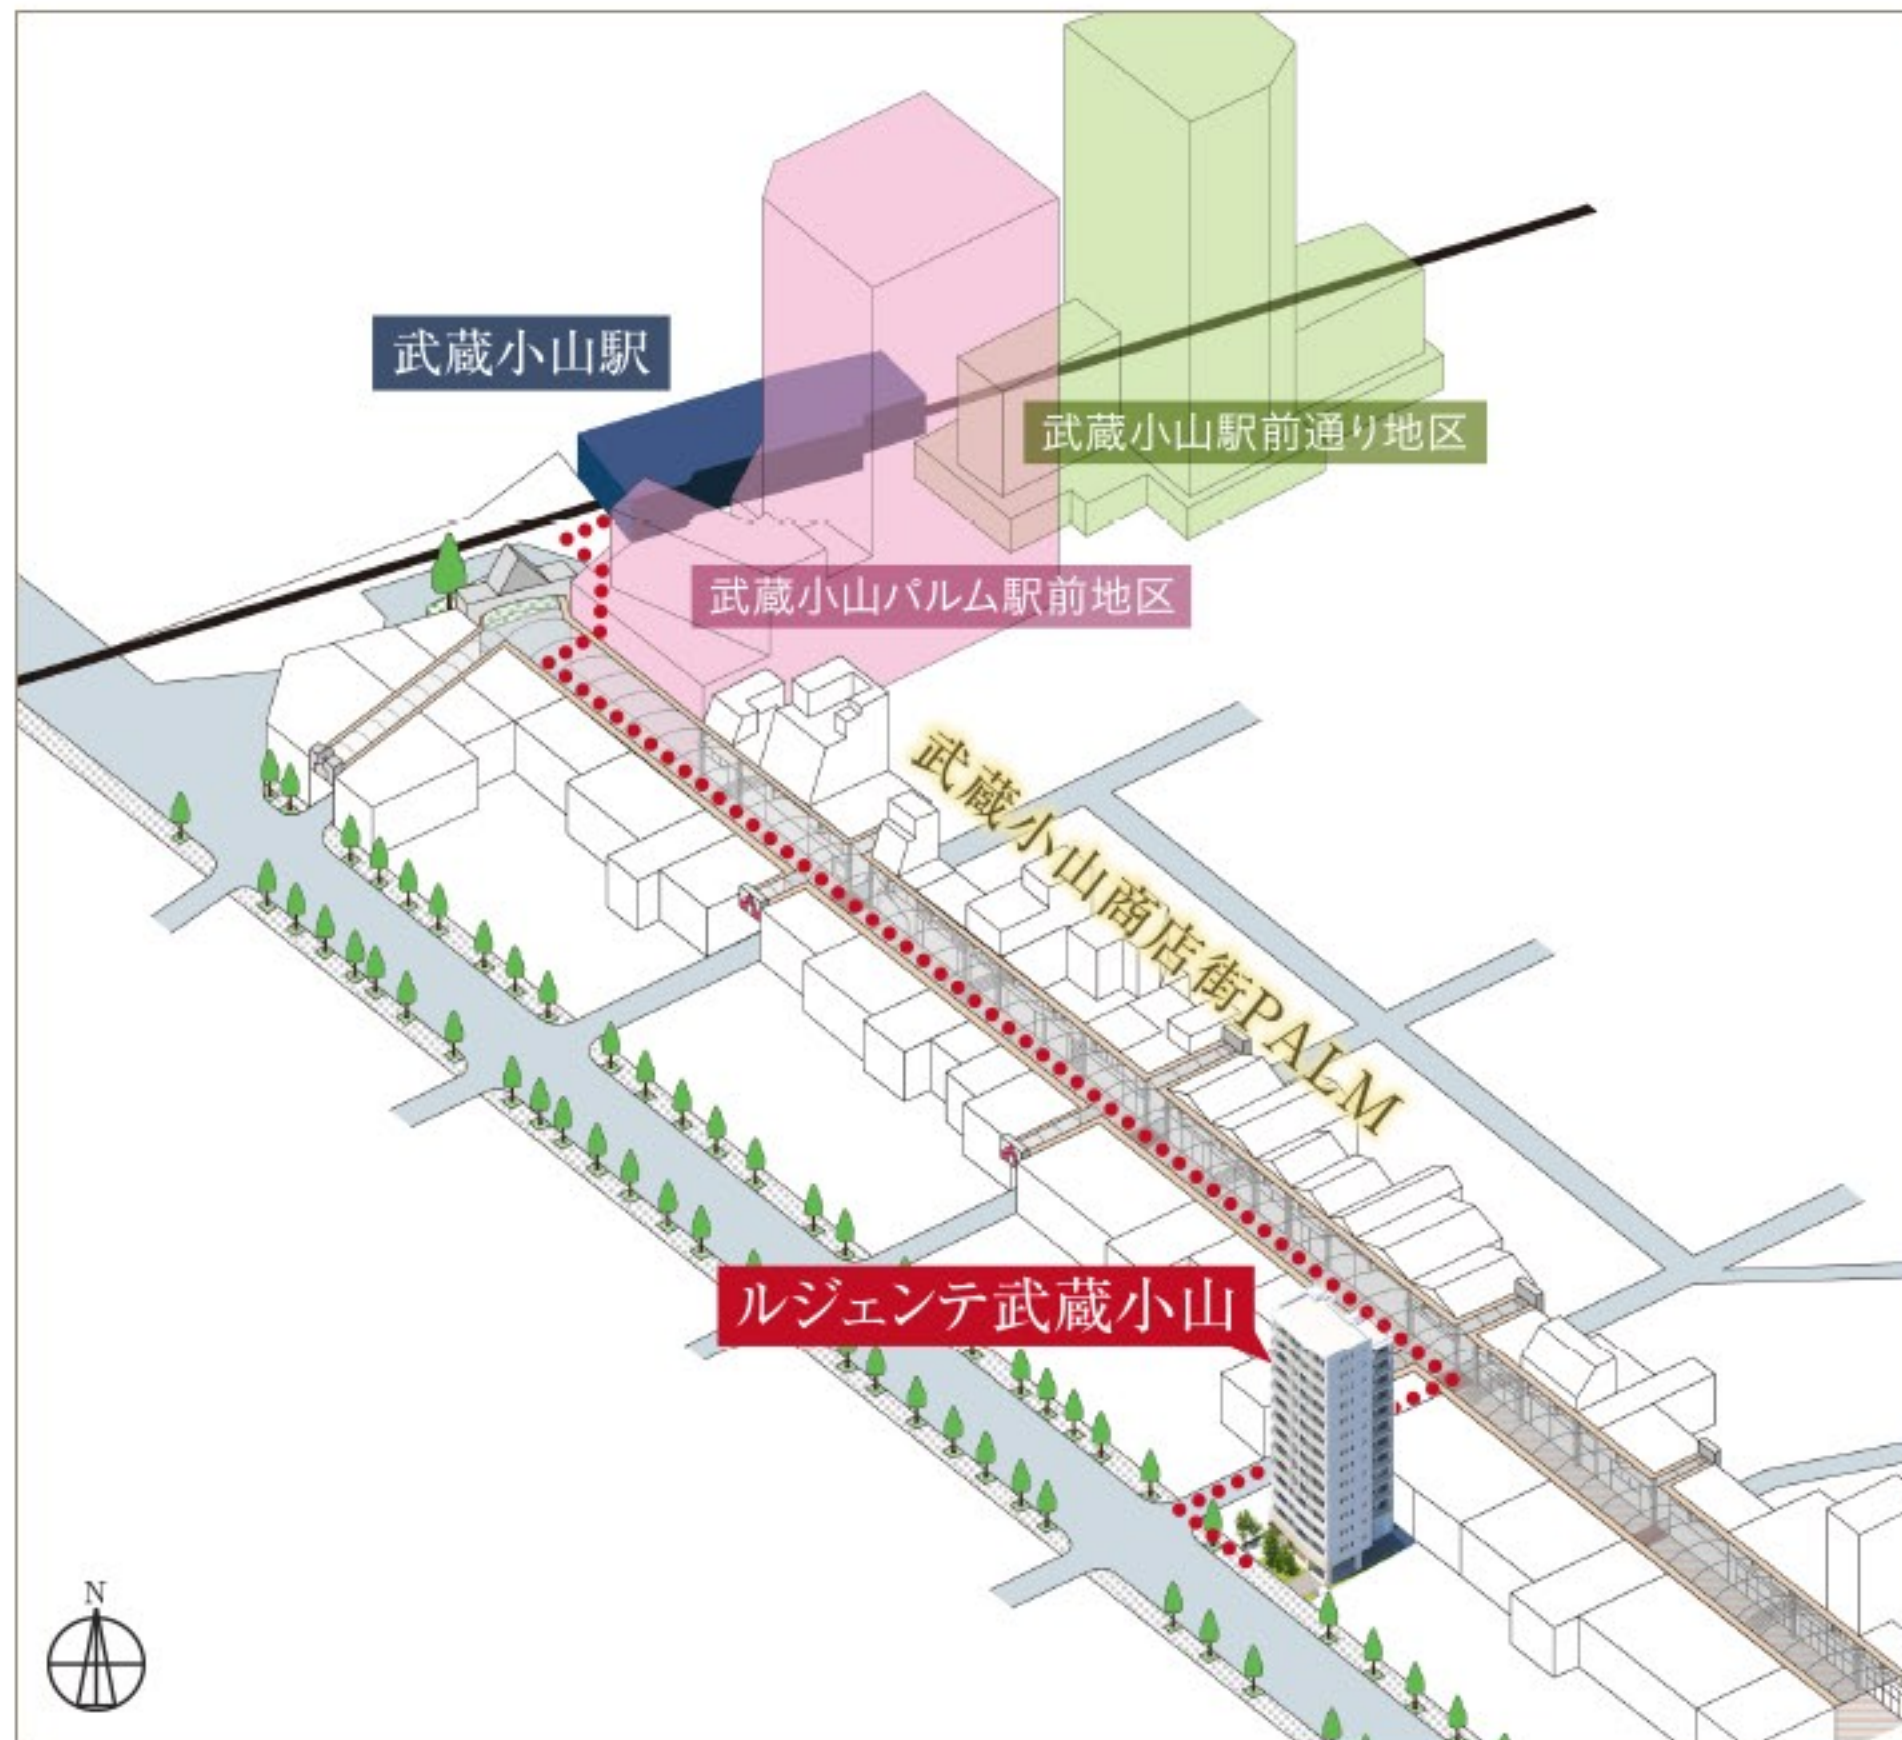 武蔵小山駅
武蔵小山駅前通り地区
武蔵小山パルム駅前地区
武蔵小山商店街PALM
ルジェンテ武蔵小山
N